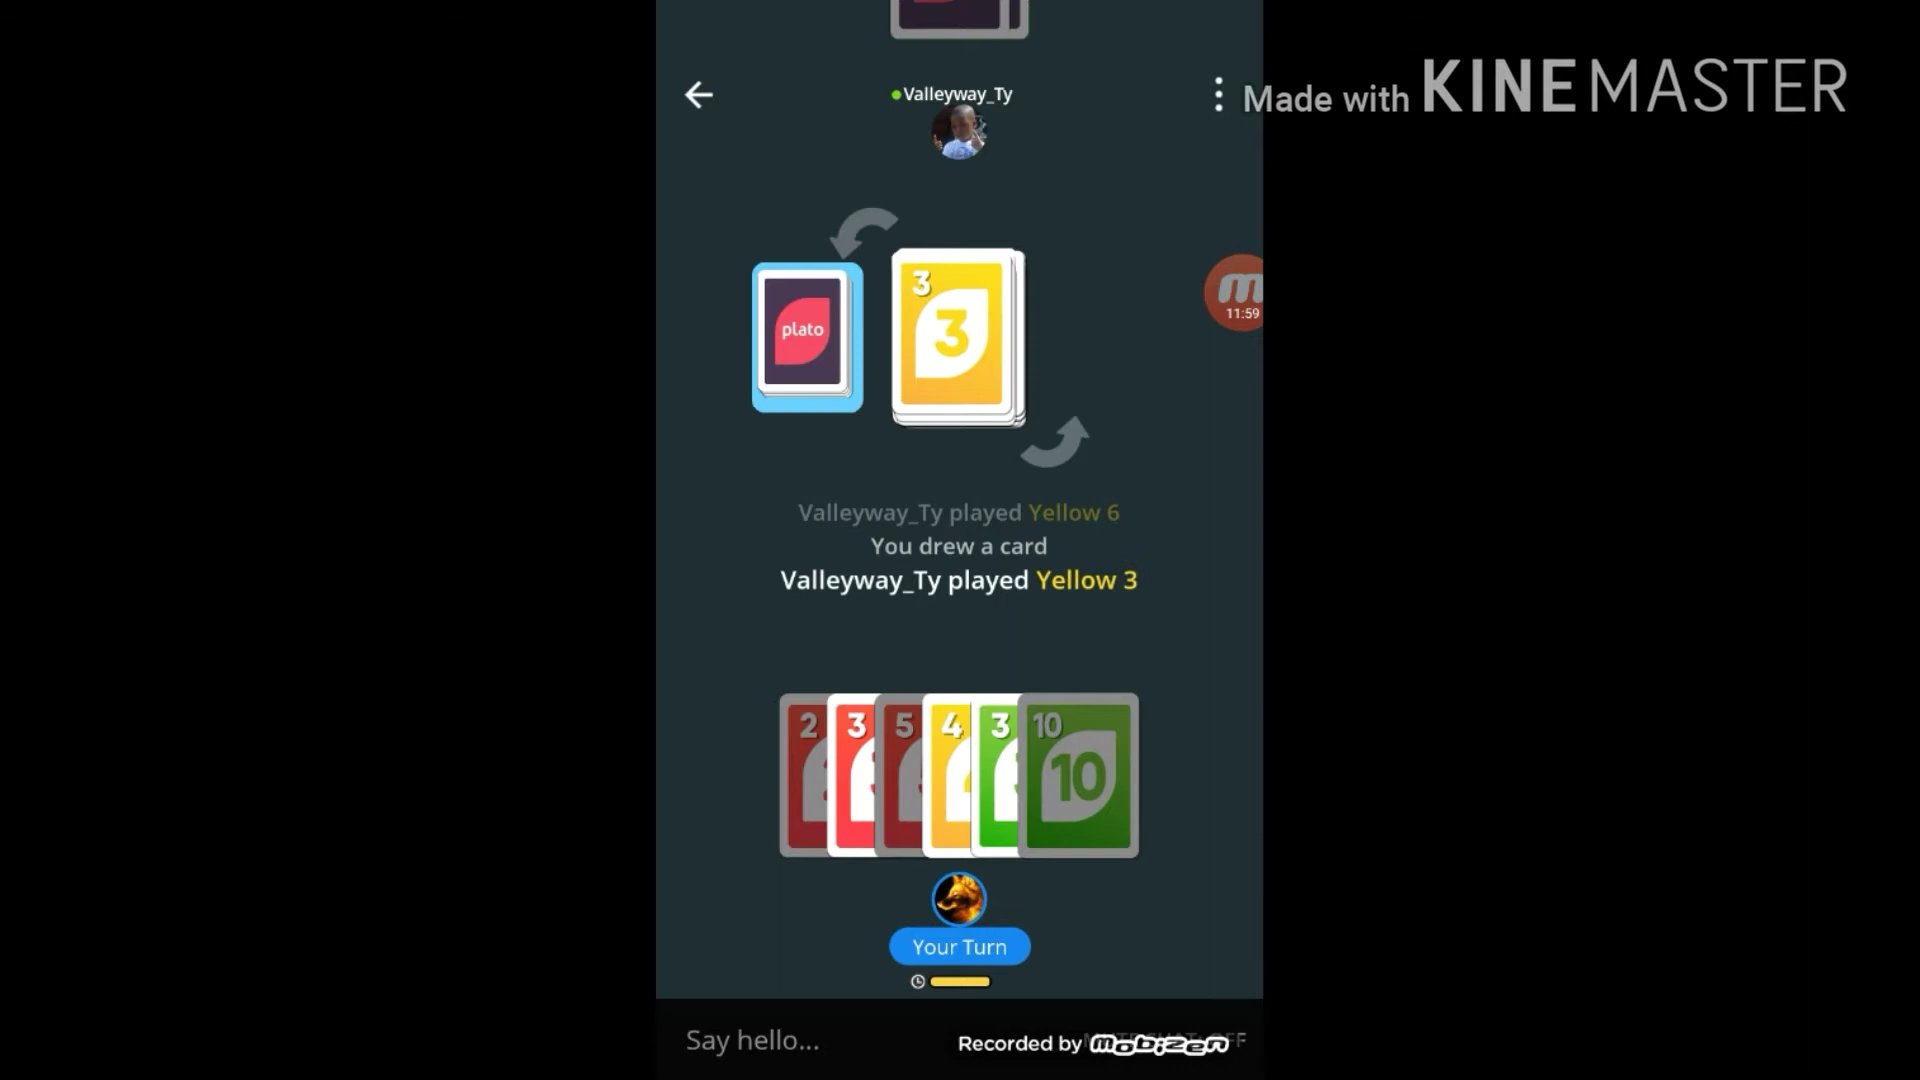 Valleyway_Ty
Made with KINEMASTER
3
3
plato
11:59
Valleyway_Ty played Yellow 6
You drew a card
Valleyway_Ty played Yellow 3
2 3 5 4 3 10
10
Your Turn
Say hello...
Recorded by mobizen